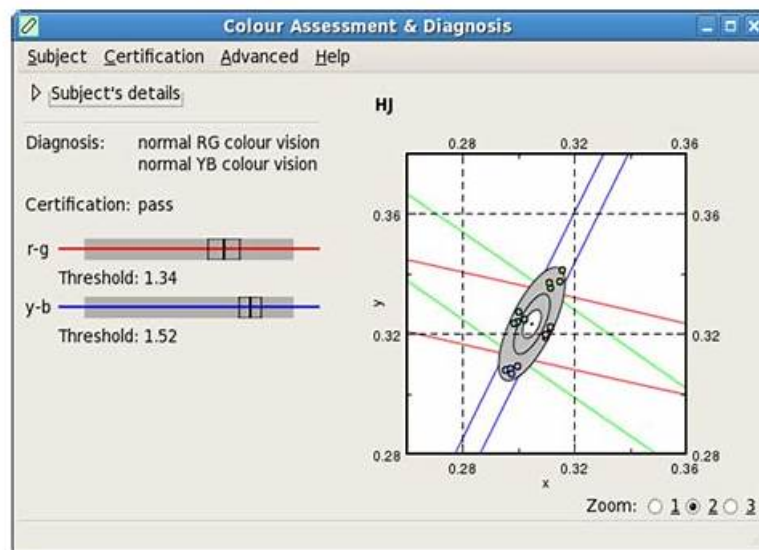 Colour Assessment & Diagnosis
Subject Certification Advanced Help
Subject's details
Diagnosis: normal RG colour vision
normal YB colour vision
Certification: pass
r-g
Threshold: 1.34
y-b
Threshold: 1.52
HJ
0.28 0.32 0.36
0.36 0.36
y
0.32 0.32
0.28 0.28
0.28 0.32 0.36
x
Zoom: 1 2 3